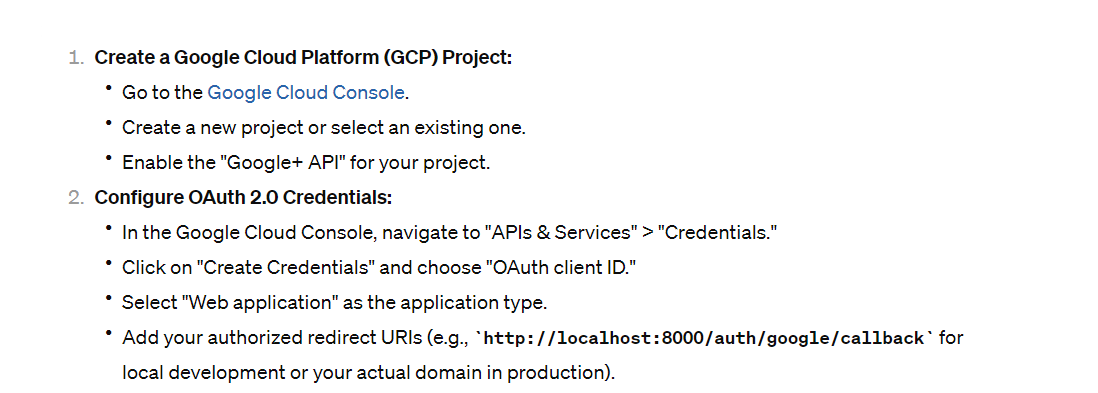 1. Create a Google Cloud Platform (GCP) Project:
• Go to the Google Cloud Console.
• Create a new project or select an existing one.
• Enable the "Google+ API" for your project.
2. Configure OAuth 2.0 Credentials:
• In the Google Cloud Console, navigate to "APIs & Services" > "Credentials."
• Click on "Create Credentials" and choose "OAuth client ID."
• Select "Web application" as the application type.
• Add your authorized redirect URIs (e.g., `http://localhost:8000/auth/google/callback` for
local development or your actual domain in production).